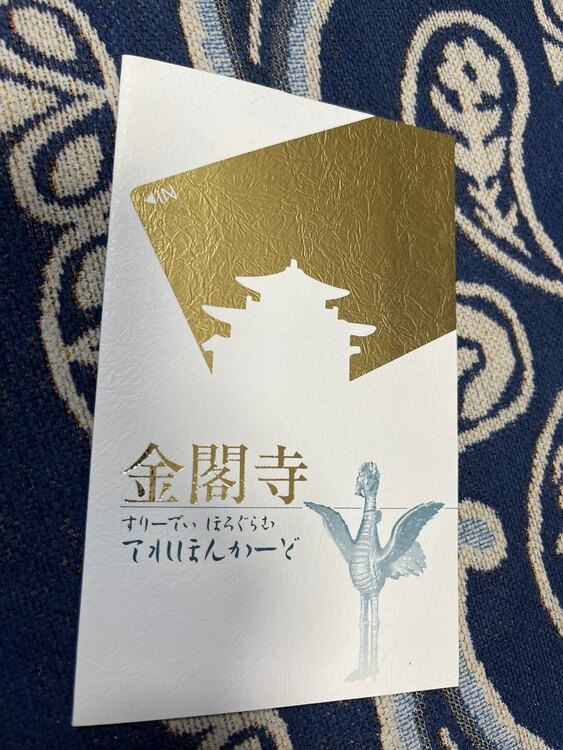 ◀IN
金閣寺
すりーでぃ ほろぐらむ
てれほんかーど